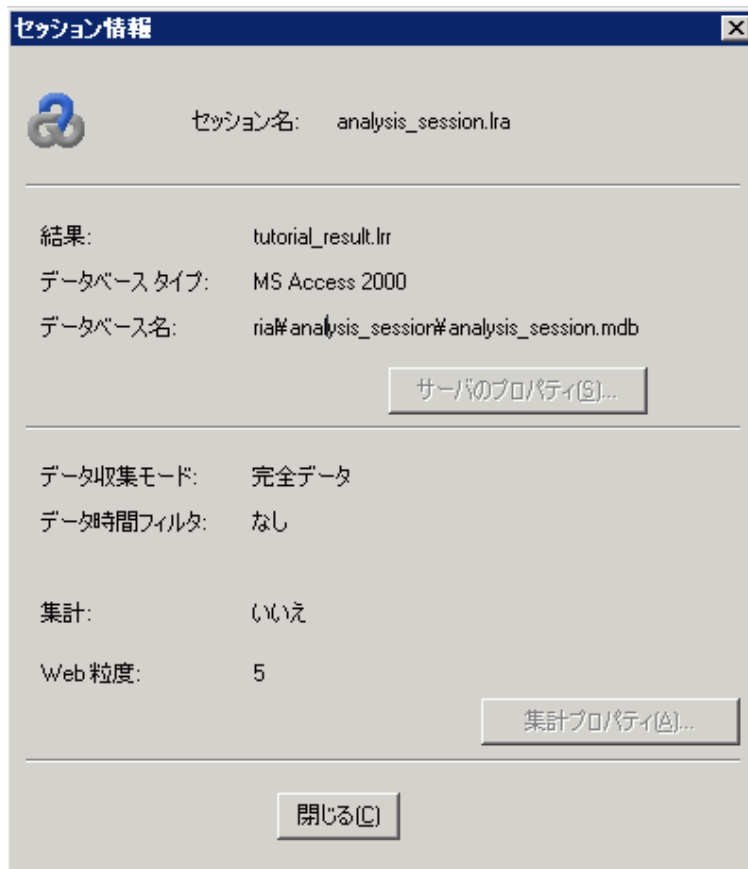 セッション情報
セッション名: analysis_session.lra
結果: tutorial_result.lrr
データベース タイプ: MS Access 2000
データベース名: rial¥analysis_session¥analysis_session.mdb
サーバのプロパティ(S)...
データ収集モード: 完全データ
データ時間フィルタ: なし
集計: いいえ
Web 粒度: 5
集計プロパティ(A)...
閉じる(C)